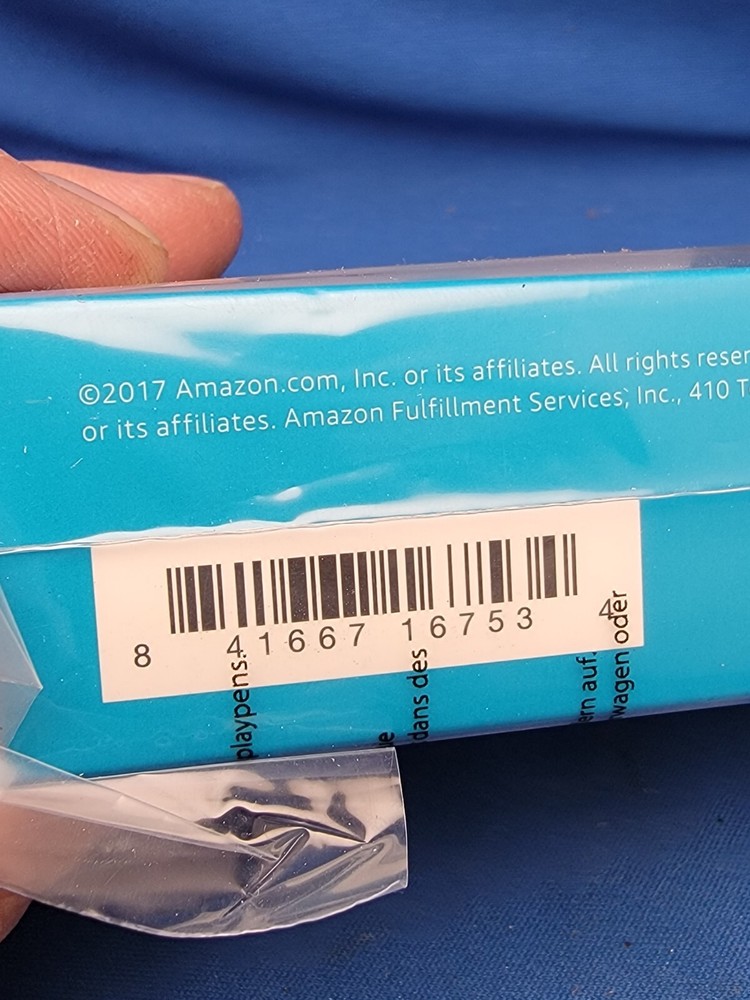 ©2017 Amazon.com, Inc. or its affiliates. All rights reser
or its affiliates. Amazon Fulfillment Services, Inc., 410 T
8 41667 16753 4
playpens.
dans des
ern auf.
wagen oder